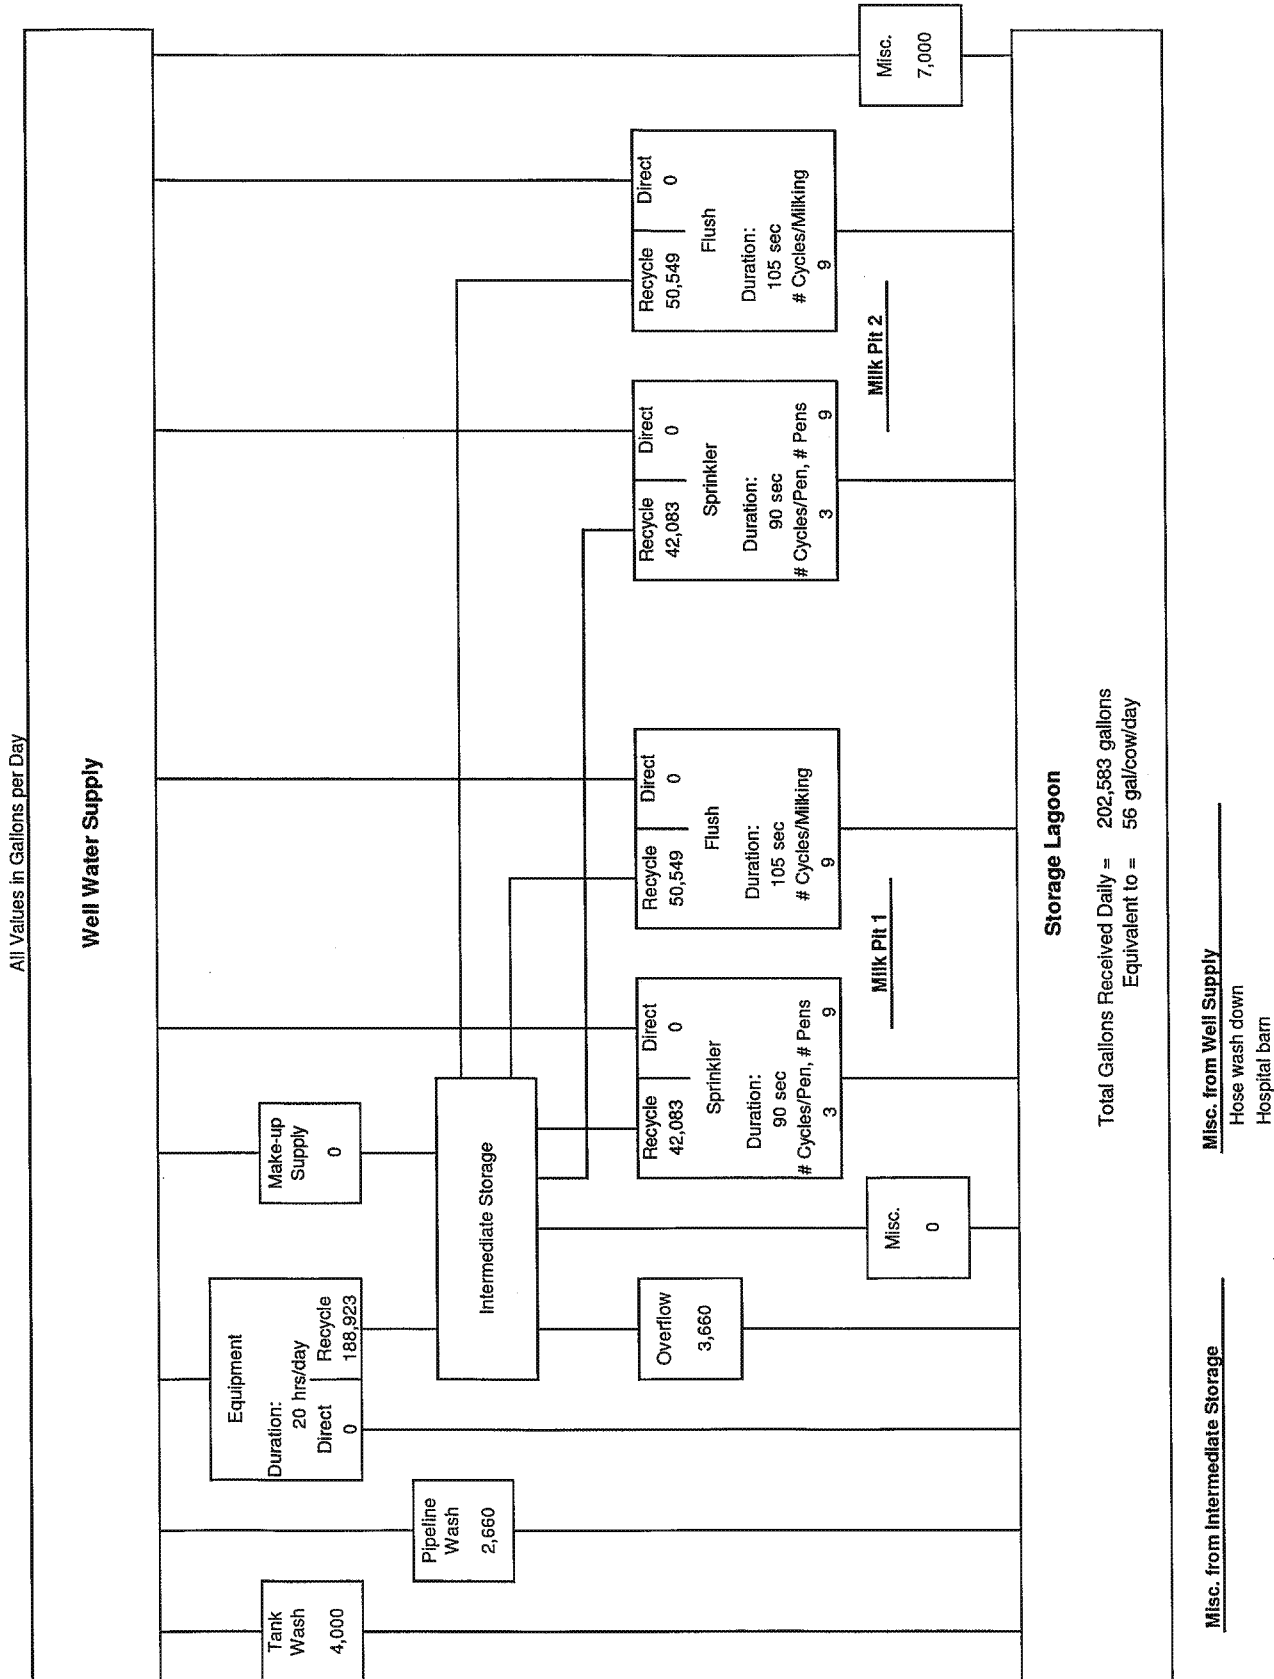 All Values in Gallons per Day
Well Water Supply
Tank
Wash
4,000
Pipeline
Wash
2,660
Equipment
Duration:
20 hrs/day
Direct Recycle
0 188,923
Make-up
Supply
0
Intermediate Storage
Overflow
3,660
Misc.
0
Recycle Direct
42,083 0
Sprinkler
Duration:
90 sec
# Cycles/Pen, # Pens
3 9
Recycle Direct
50,549 0
Flush
Duration:
105 sec
# Cycles/Milking
9
Milk Pit 1
Recycle Direct
42,083 0
Sprinkler
Duration:
90 sec
# Cycles/Pen, # Pens
3 9
Recycle Direct
50,549 0
Flush
Duration:
105 sec
# Cycles/Milking
9
Milk Pit 2
Misc.
7,000
Storage Lagoon
Total Gallons Received Daily = 202,583 gallons
Equivalent to = 56 gal/cow/day
Misc. from Intermediate Storage
Misc. from Well Supply
Hose wash down
Hospital barn